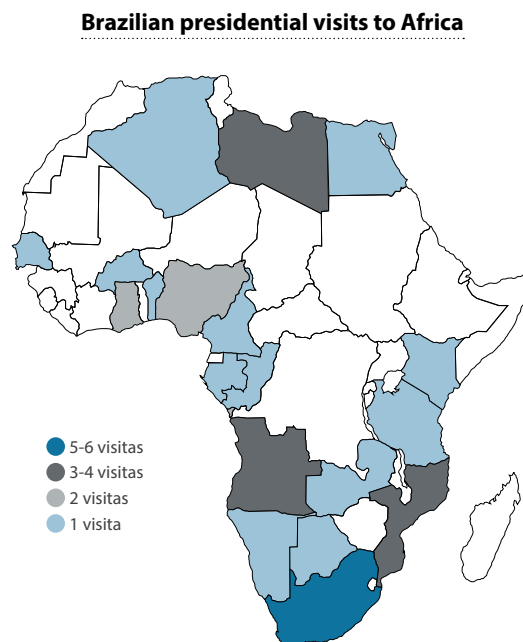 Brazilian presidential visits to Africa
5-6 visitas
3-4 visitas
2 visitas
1 visita